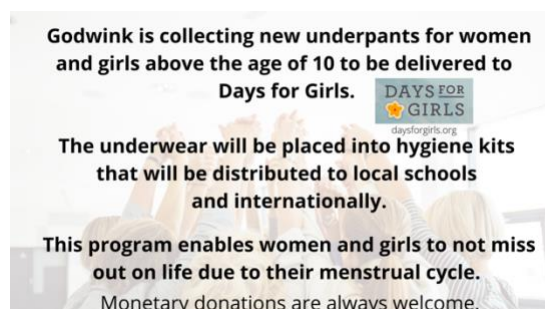 Godwink is collecting new underpants for women
and girls above the age of 10 to be delivered to
Days for Girls.
DAYS FOR
GIRLS
daysforgirls.org
The underwear will be placed into hygiene kits
that will be distributed to local schools
and internationally.
This program enables women and girls to not miss
out on life due to their menstrual cycle.
Monetary donations are always welcome.